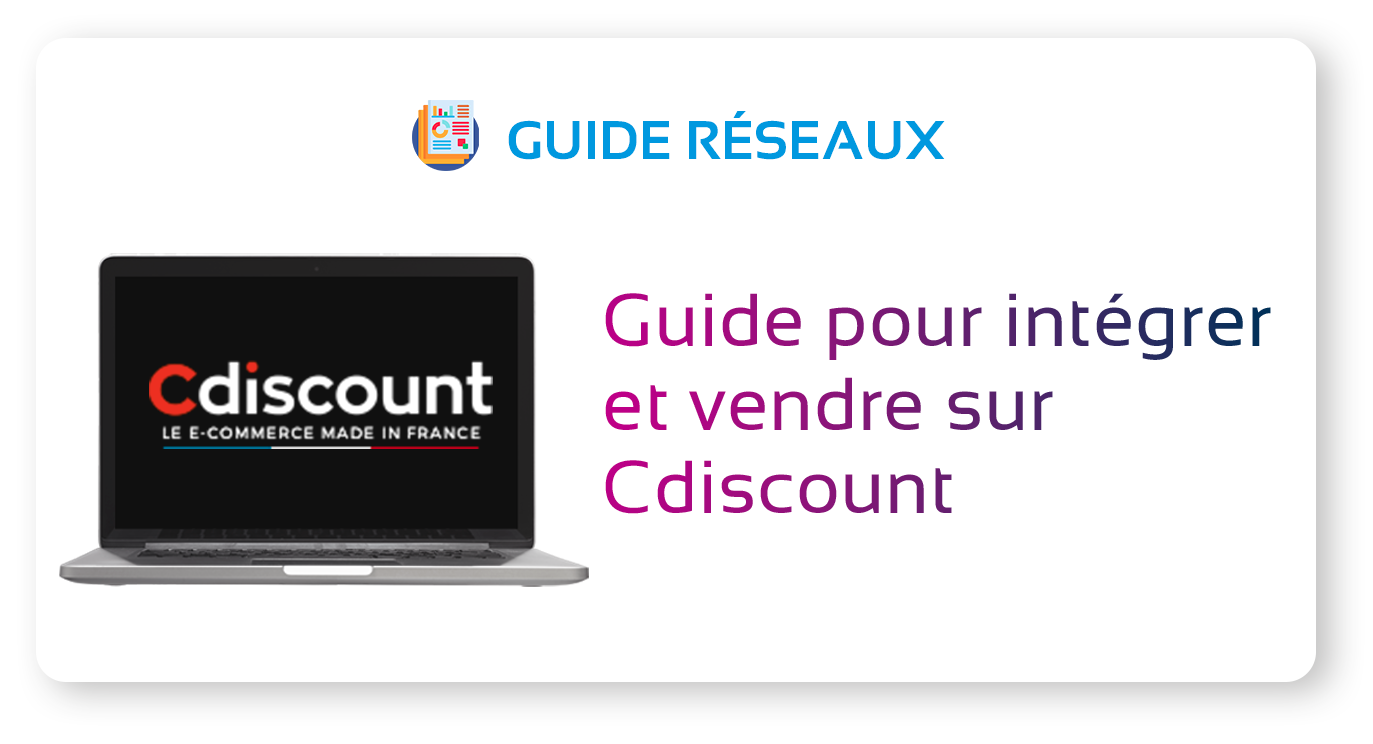 GUIDE RÉSEAUX
Cdiscount
LE E-COMMERCE MADE IN FRANCE
Guide pour intégrer
et vendre sur
Cdiscount